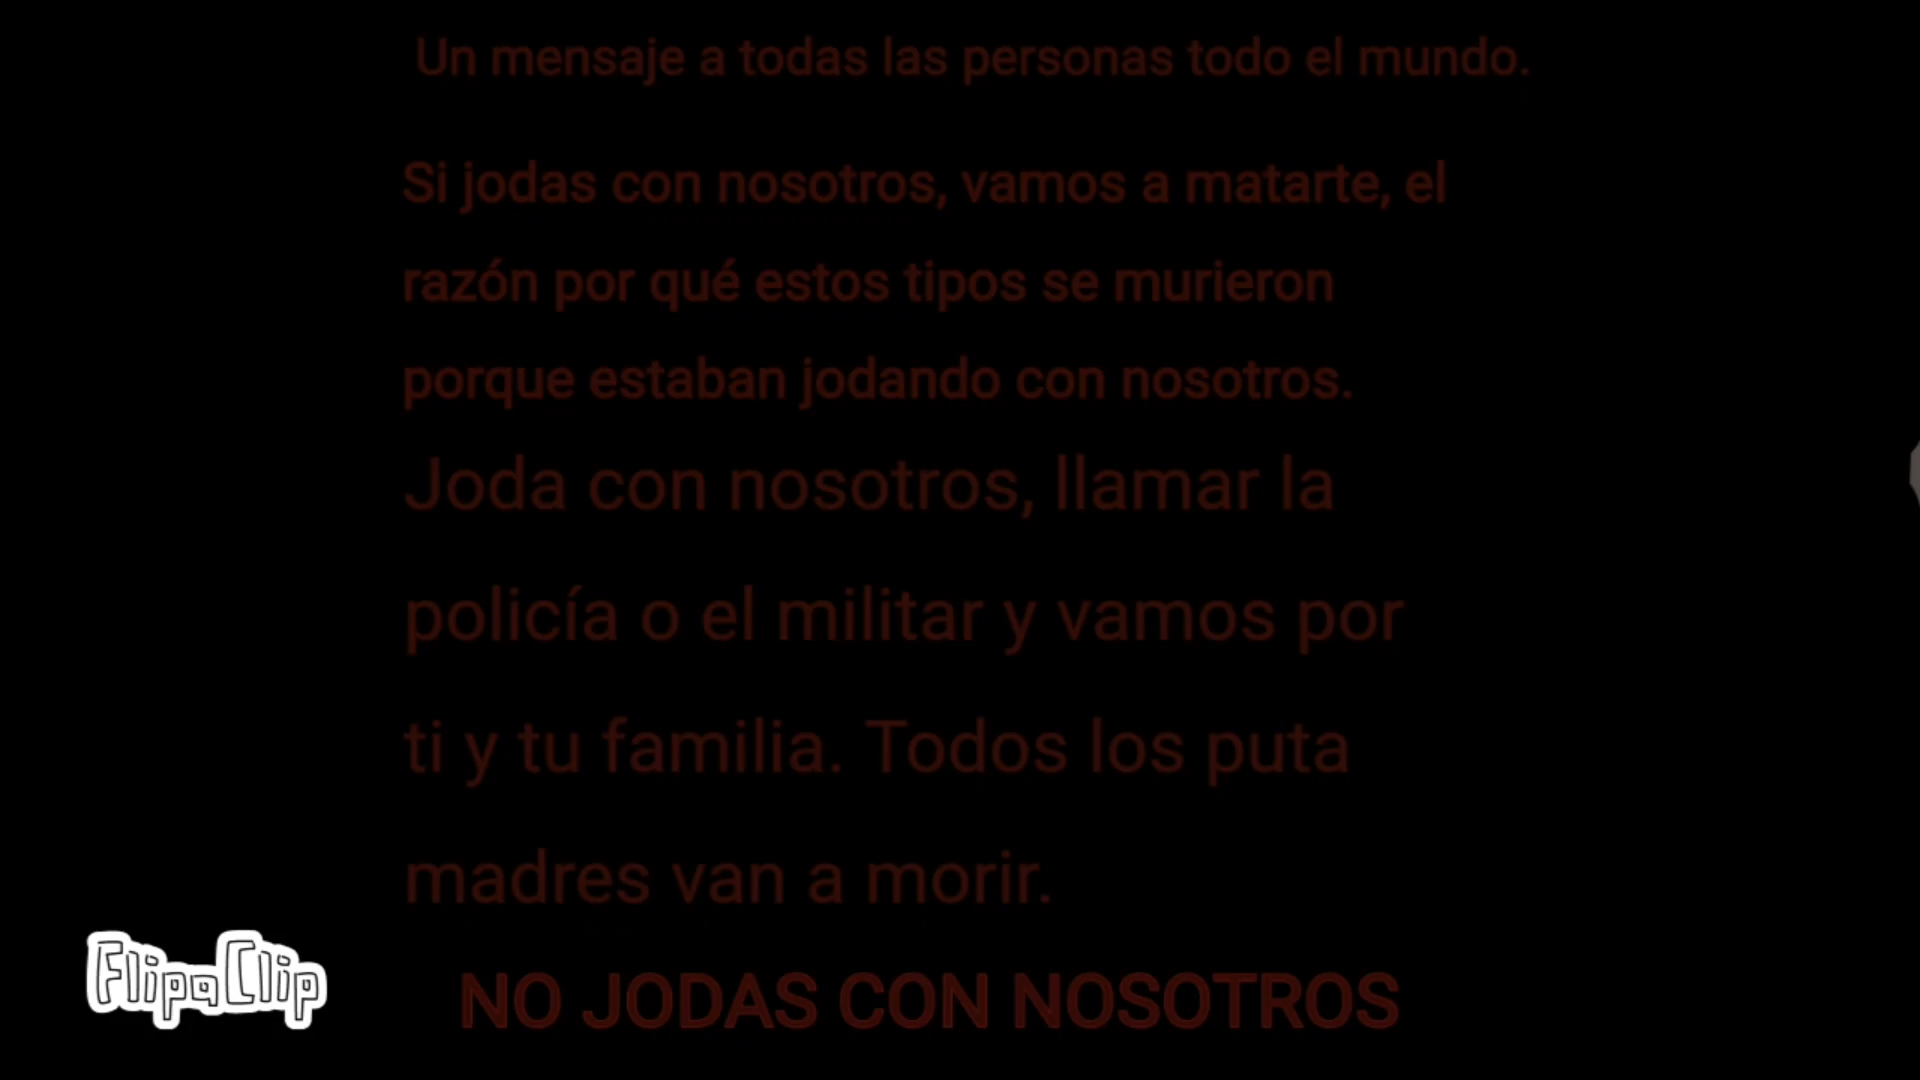 Un mensaje a todas las personas todo el mundo.
Si jodas con nosotros, vamos a matarte, el
razón por qué estos tipos se murieron
porque estaban jodando con nosotros.
Joda con nosotros, llamar la
policía o el militar y vamos por
ti y tu familia. Todos los puta
madres van a morir.
FlipaClip
NO JODAS CON NOSOTROS